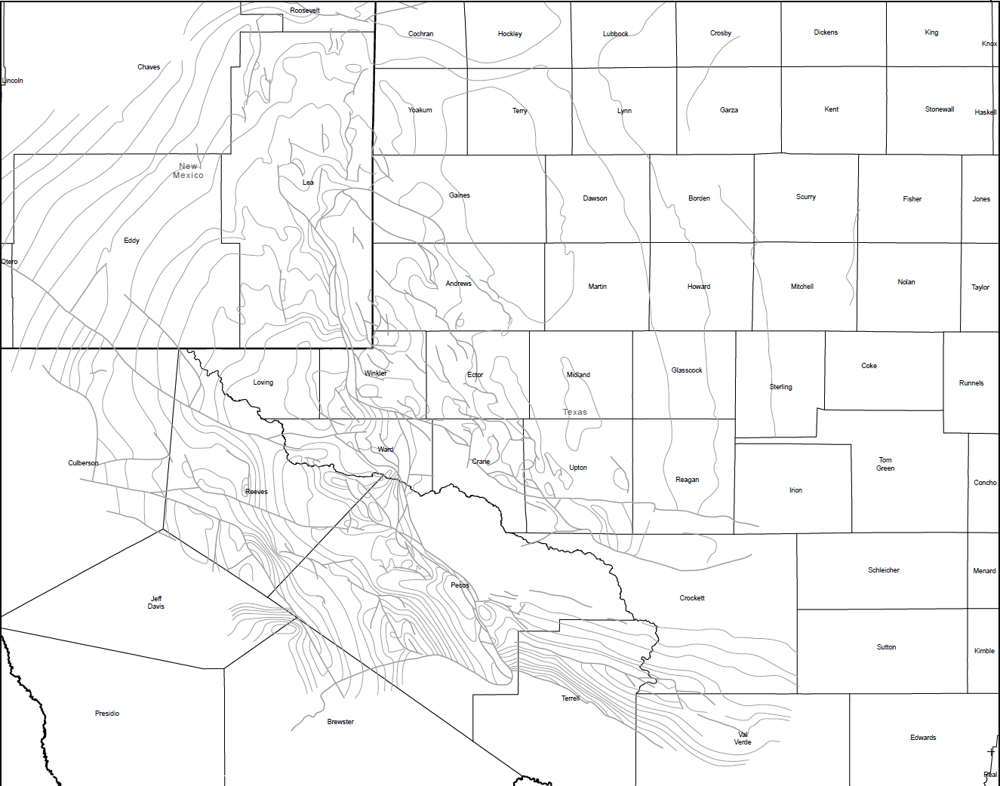 Roosevelt
Cochran
Hockley
Lubbock
Crosby
Dickens
King
Knox
Chaves
Lincoln
Yoakum
Terry
Lynn
Garza
Kent
Stonewall
Haskell
New
Mexico
Lea
Gaines
Dawson
Borden
Scurry
Fisher
Jones
Eddy
Otero
Andrews
Martin
Howard
Mitchell
Nolan
Taylor
Loving
Winkler
Ector
Midland
Glasscock
Sterling
Coke
Runnels
Texas
Culberson
Ward
Crane
Upton
Reagan
Irion
Tom
Green
Concho
Reeves
Pecos
Crockett
Schleicher
Menard
Jeff
Davis
Sutton
Kimble
Terrell
Presidio
Brewster
Val
Verde
Edwards
Real